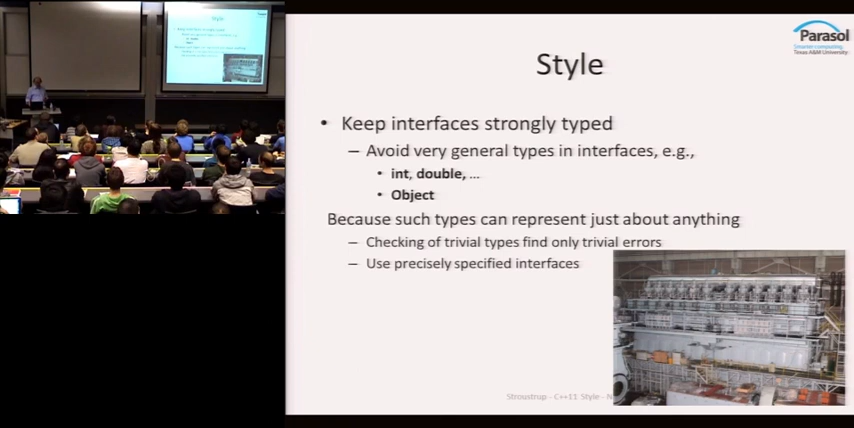 Parasol
Smarter computing.
Texas A&M University
Style
• Keep interfaces strongly typed
– Avoid very general types in interfaces, e.g.,
• int, double, …
• Object
Because such types can represent just about anything
– Checking of trivial types find only trivial errors
– Use precisely specified interfaces
Stroustrup - C++11 Style - N